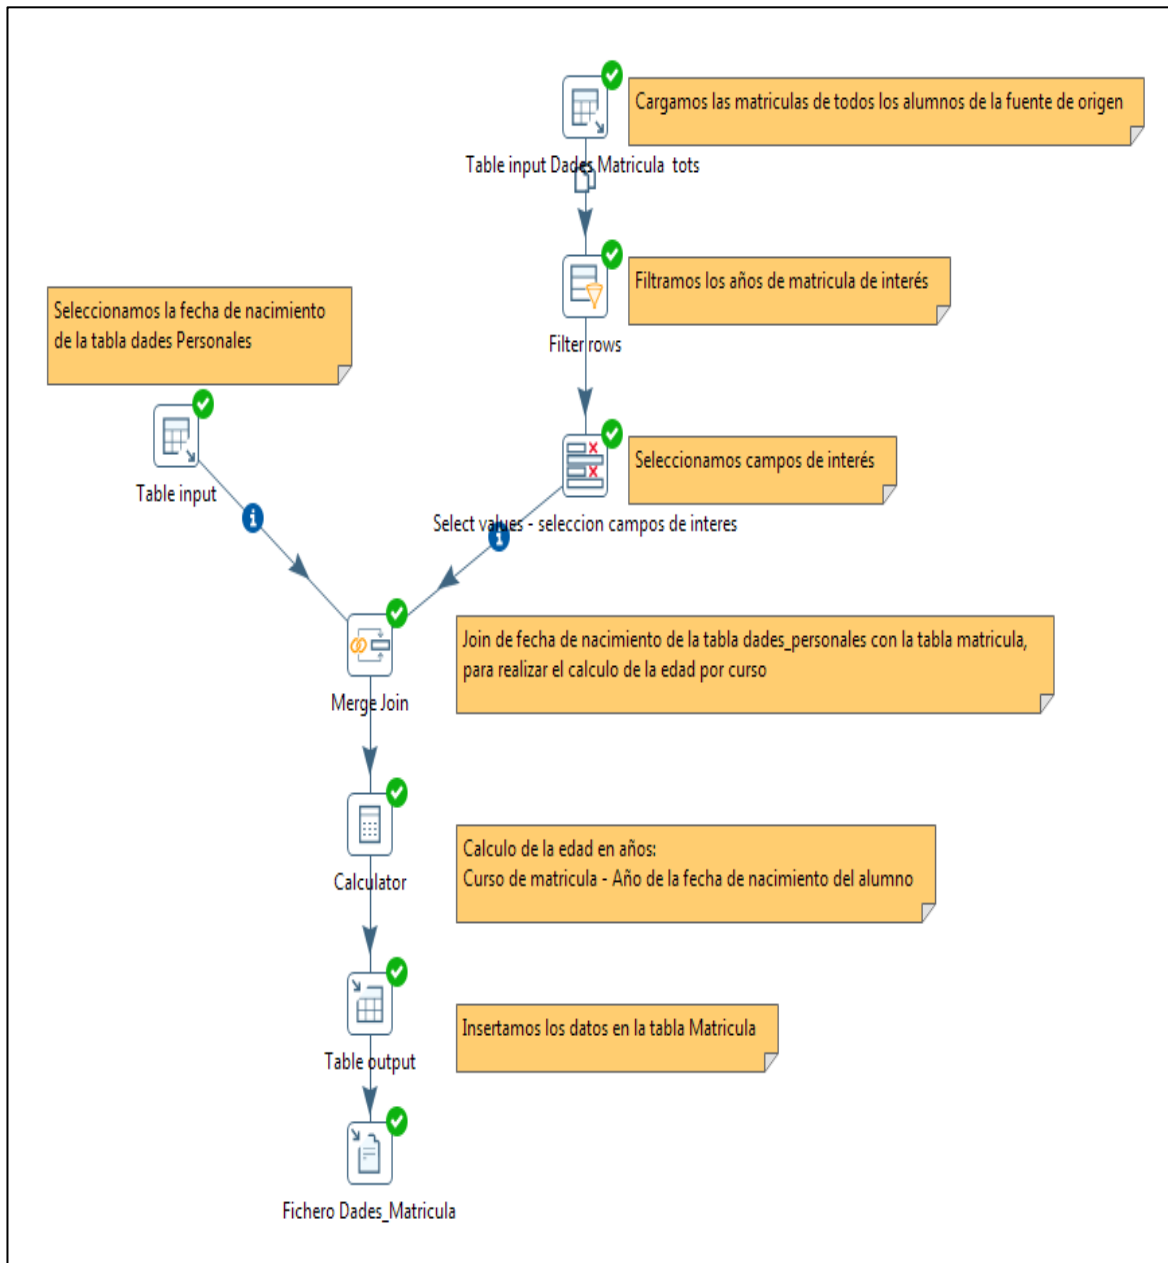 Cargamos las matriculas de todos los alumnos de la fuente de origen
Table input Dades Matricula  tots
Filtramos los años de matricula de interés
Filter rows
Seleccionamos la fecha de nacimiento
de la tabla dades Personales
Table input
Seleccionamos campos de interés
Select values - seleccion campos de interes
Join de fecha de nacimiento de la tabla dades_personales con la tabla matricula,
para realizar el calculo de la edad por curso
Merge Join
Calculo de la edad en años:
Curso de matricula - Año de la fecha de nacimiento del alumno
Calculator
Insertamos los datos en la tabla Matricula
Table output
Fichero Dades_Matricula